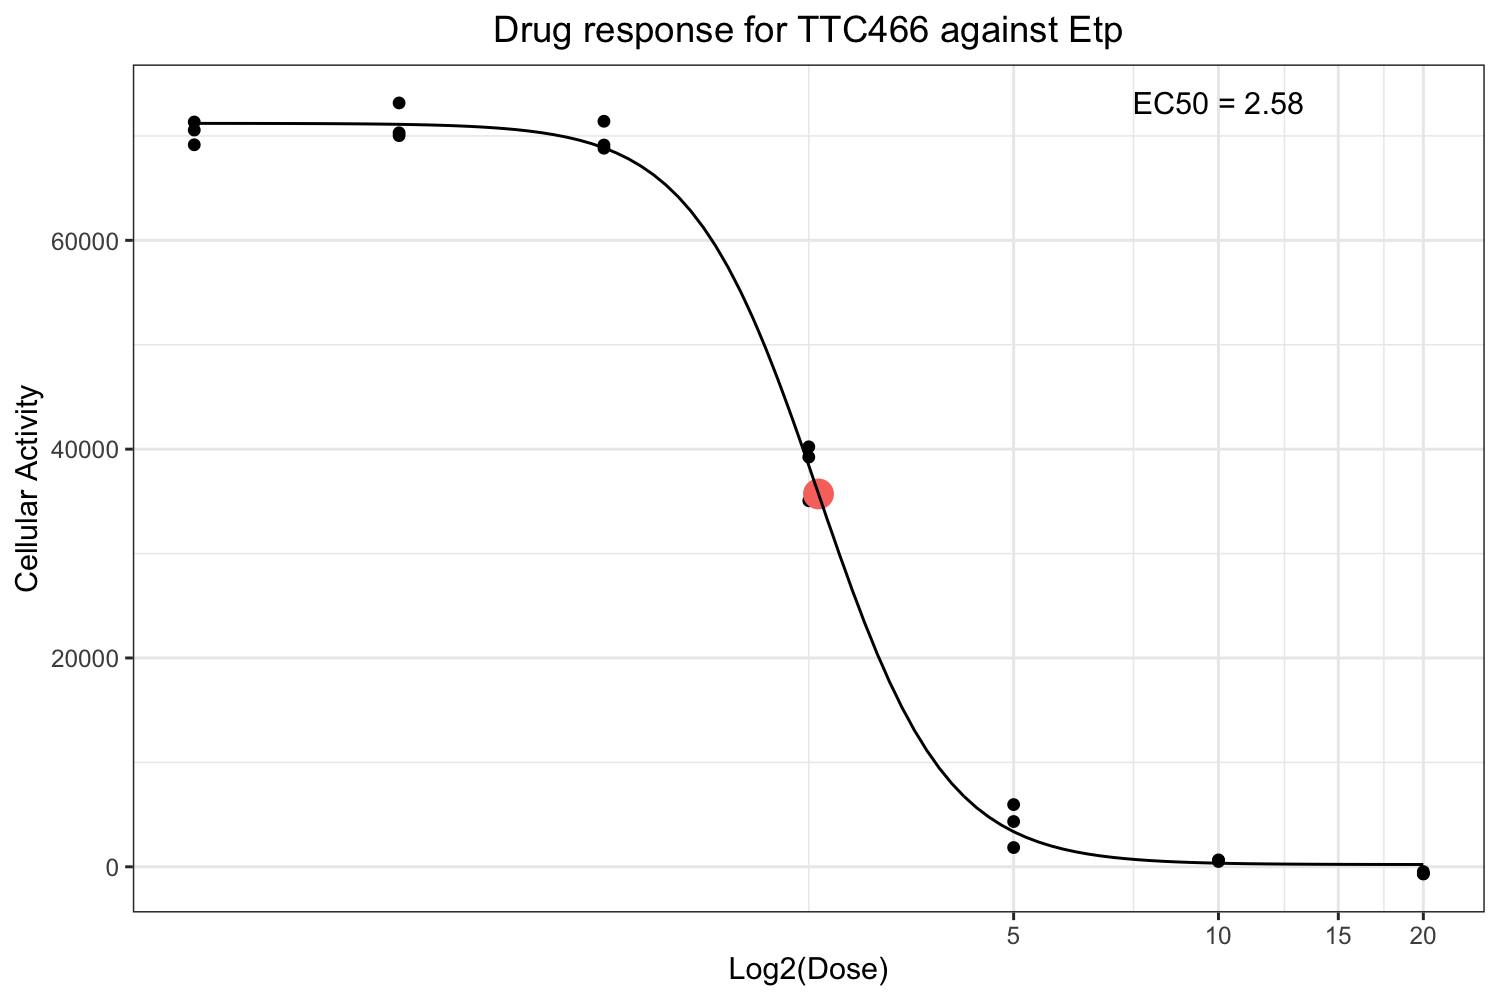 Drug response for TTC466 against Etp
EC50 = 2.58
60000
40000
20000
0
Cellular Activity
5 10 15 20
Log2(Dose)